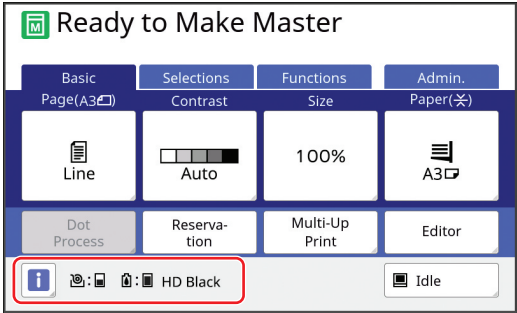 M Ready to Make Master
Basic Selections Functions Admin.
Page(A3) Contrast Size Paper(※)
Line Auto 100% A3
Dot Process Reserva-tion Multi-Up Print Editor
i : : HD Black Idle